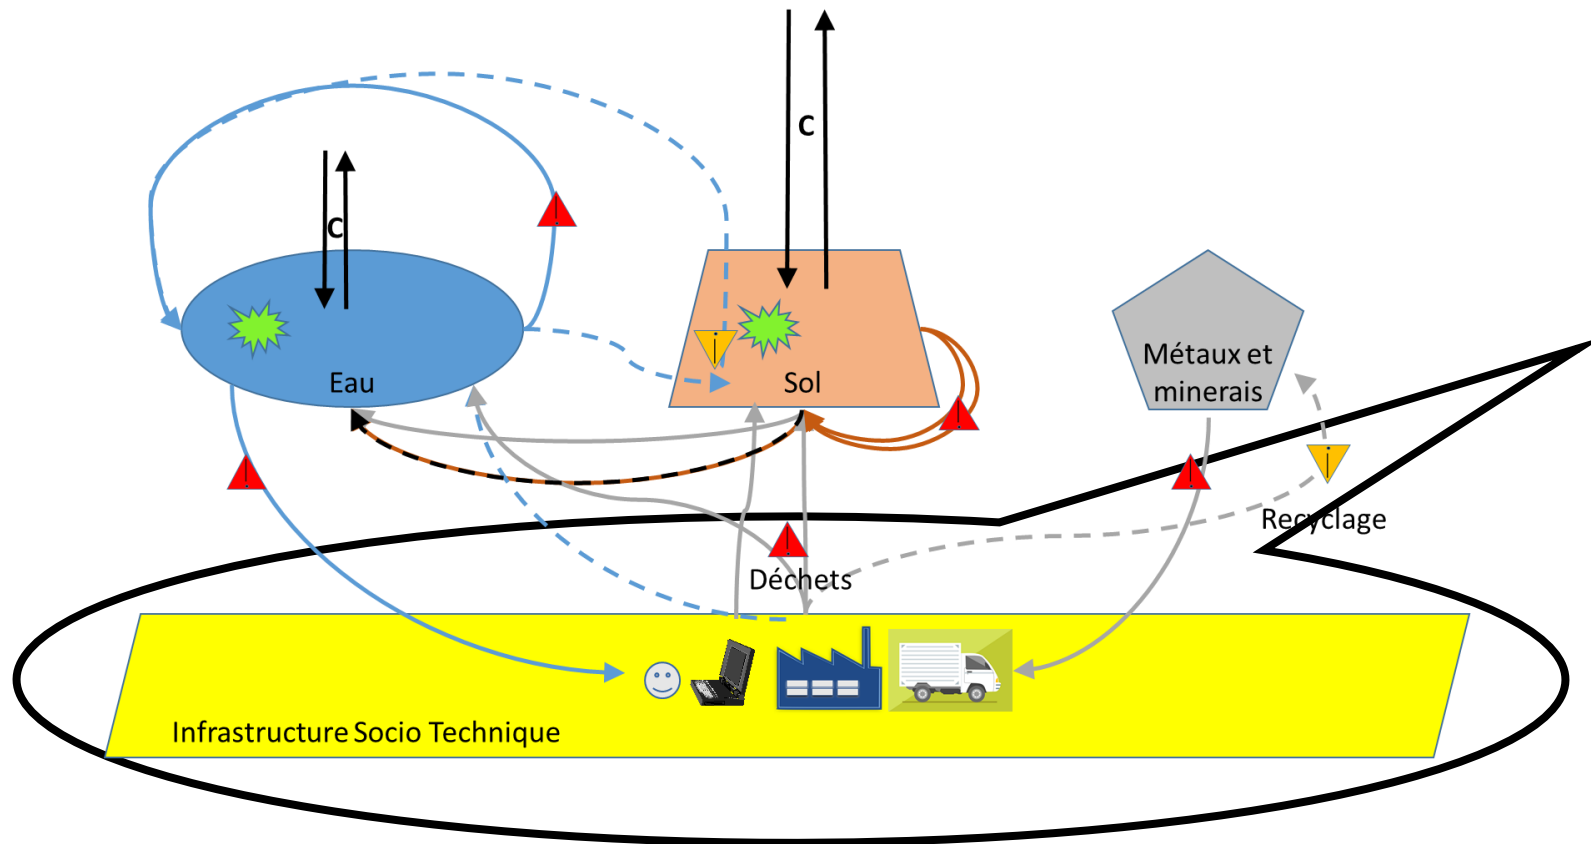 C
C
Eau
Sol
Métaux et
minerais
Recyclage
Déchets
Infrastructure Socio Technique